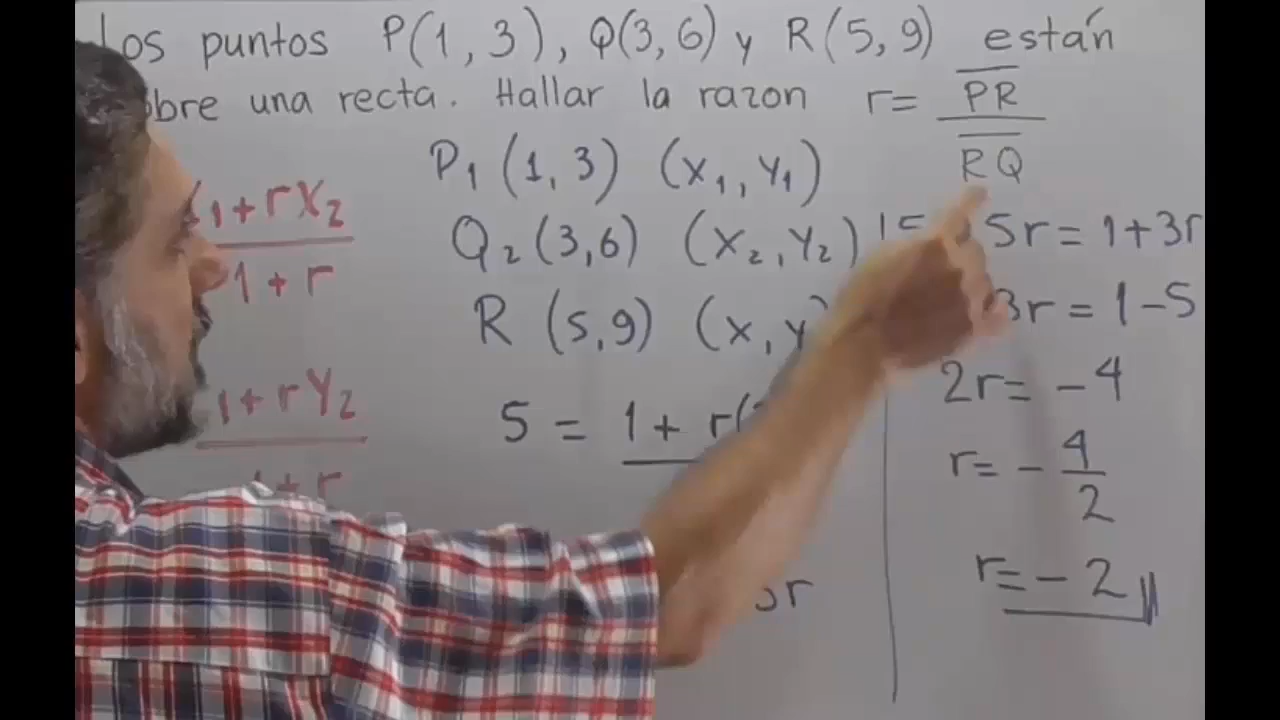 Los puntos P(1, 3), Q(3, 6) y R(5, 9) están
una recta. Hallar la razon r = PR / RQ
P1 (1, 3) (x1, y1)
1 + rx2
1 + r
Q2 (3,6) (x2, y2)
5r = 1 + 3r
R (5,9) (x, y
3r = 1 - 5
1 + ry2
1 + r
5 = 1 + r(
2r = - 4
r = - 4/2
r = - 2